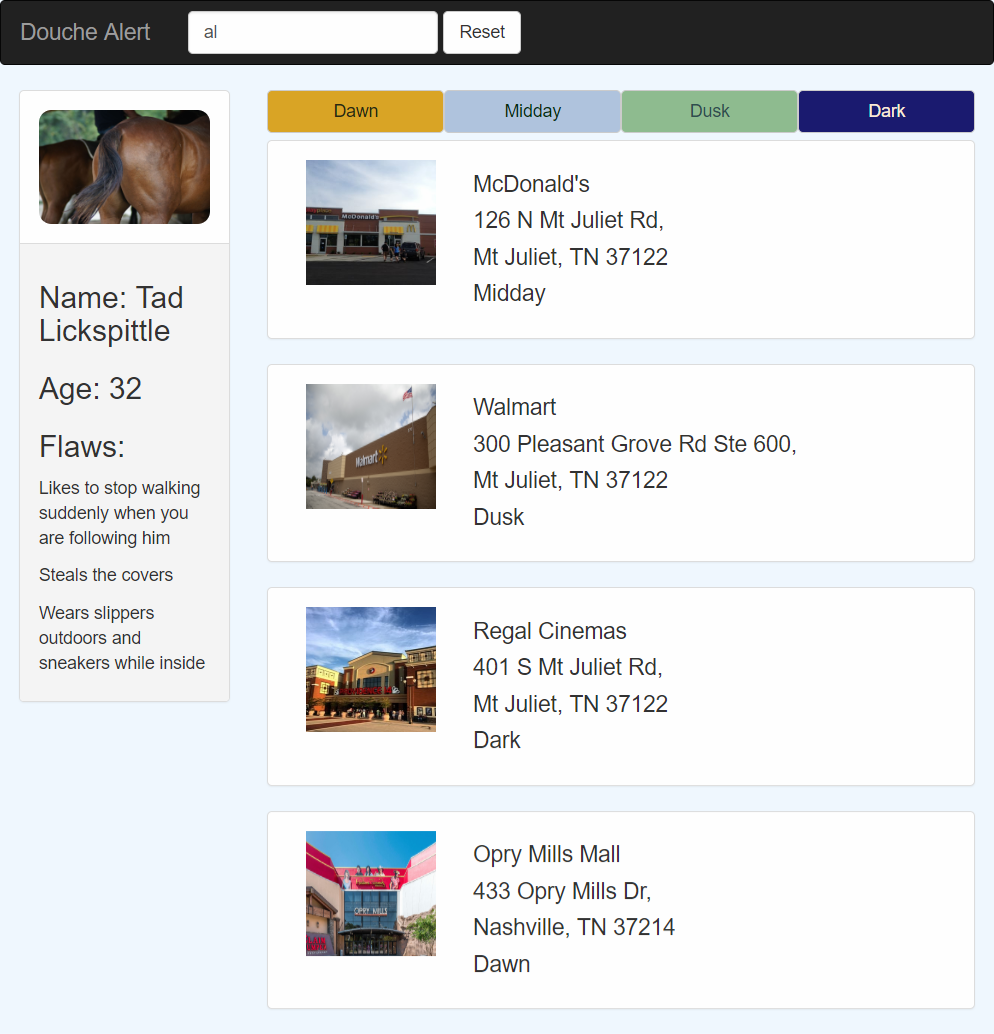 Douche Alert
al
Reset
Name: Tad
Lickspittle
Age: 32
Flaws:
Likes to stop walking
suddenly when you
are following him
Steals the covers
Wears slippers
outdoors and
sneakers while inside
Dawn
Midday
Dusk
Dark
McDonald's
McDonald's
126 N Mt Juliet Rd,
Mt Juliet, TN 37122
Midday
Walmart
Walmart
300 Pleasant Grove Rd Ste 600,
Mt Juliet, TN 37122
Dusk
Regal Cinemas
401 S Mt Juliet Rd,
Mt Juliet, TN 37122
Dark
OPRY MILLS
Opry Mills Mall
433 Opry Mills Dr,
Nashville, TN 37214
Dawn